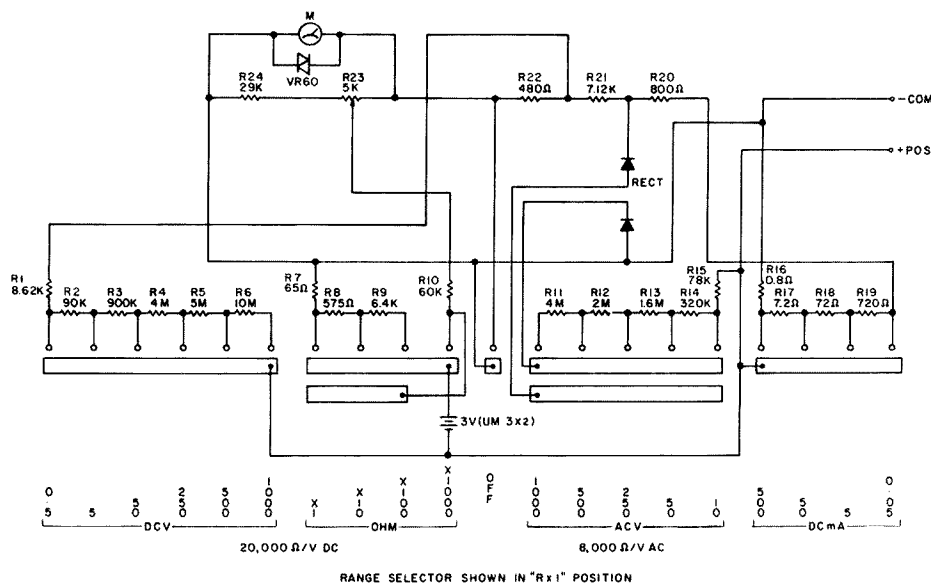 M
VR60
R24
29K
R23
5K
R22
480Ω
R21
7.12K
R20
800Ω
-COM
+POS
RECT
R1
8.62K
R2
90K
R3
900K
R4
4M
R5
5M
R6
10M
R7
65Ω
R8
575Ω
R9
6.4K
R10
60K
R11
4M
R12
2M
R13
1.6M
R14
320K
R15
78K
R16
0.8Ω
R17
7.2Ω
R18
72Ω
R19
720Ω
3V(UM 3x2)
0.5 5 50 250 500 1000
X1 X10 X100 X1000
OFF
1000 500 250 50 10
500 50 5 0.05
DCV OHM ACV DCmA
20,000 Ω/V DC 8,000 Ω/V AC
RANGE SELECTOR SHOWN IN "RX1" POSITION